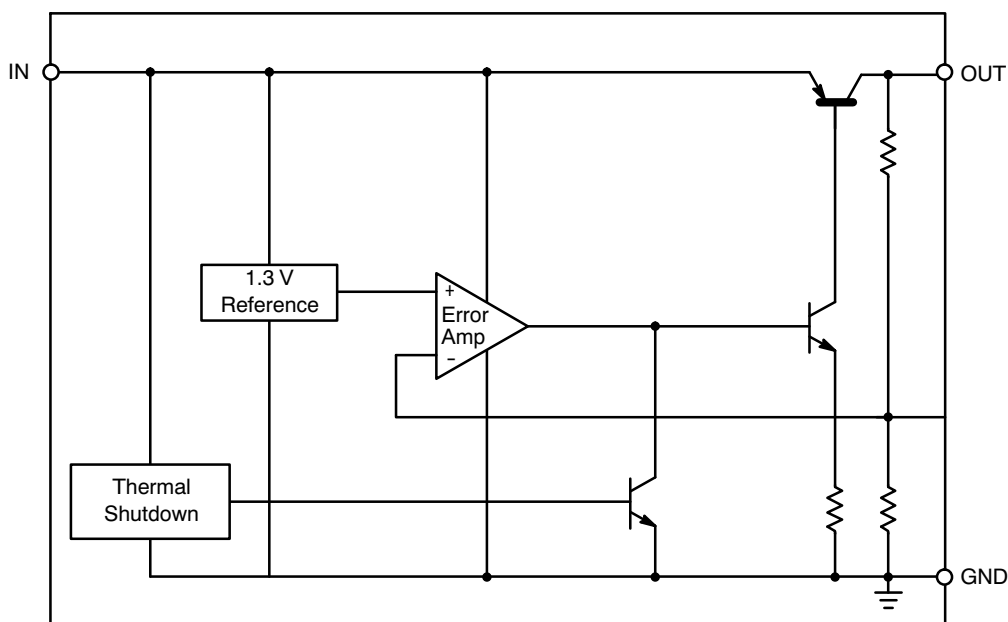 IN
OUT
1.3 V
Reference
+
Error
Amp
−
Thermal
Shutdown
GND